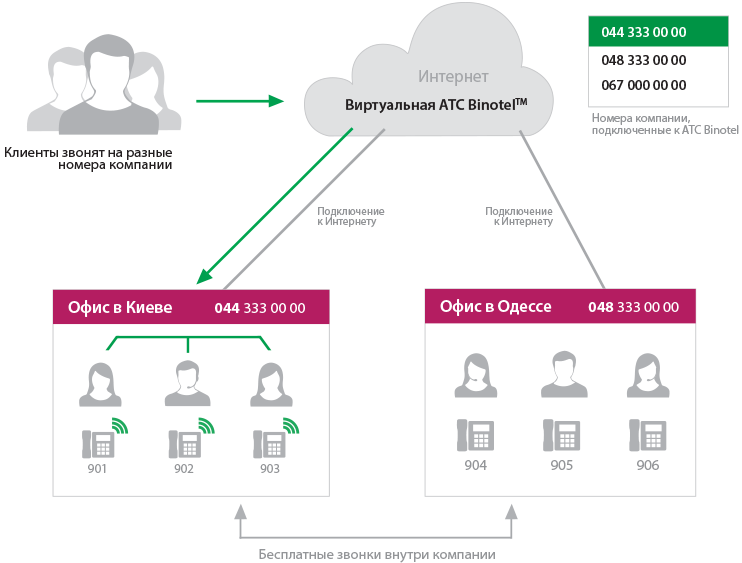 Интернет
Виртуальная АТС Binotel™
044 333 00 00
048 333 00 00
067 000 00 00
Номера компании,
подключенные к АТС Binotel
Клиенты звонят на разные
номера компании
Подключение
к Интернету
Подключение
к Интернету
Офис в Киеве 044 333 00 00
901 902 903
Офис в Одессе 048 333 00 00
904 905 906
Бесплатные звонки внутри компании